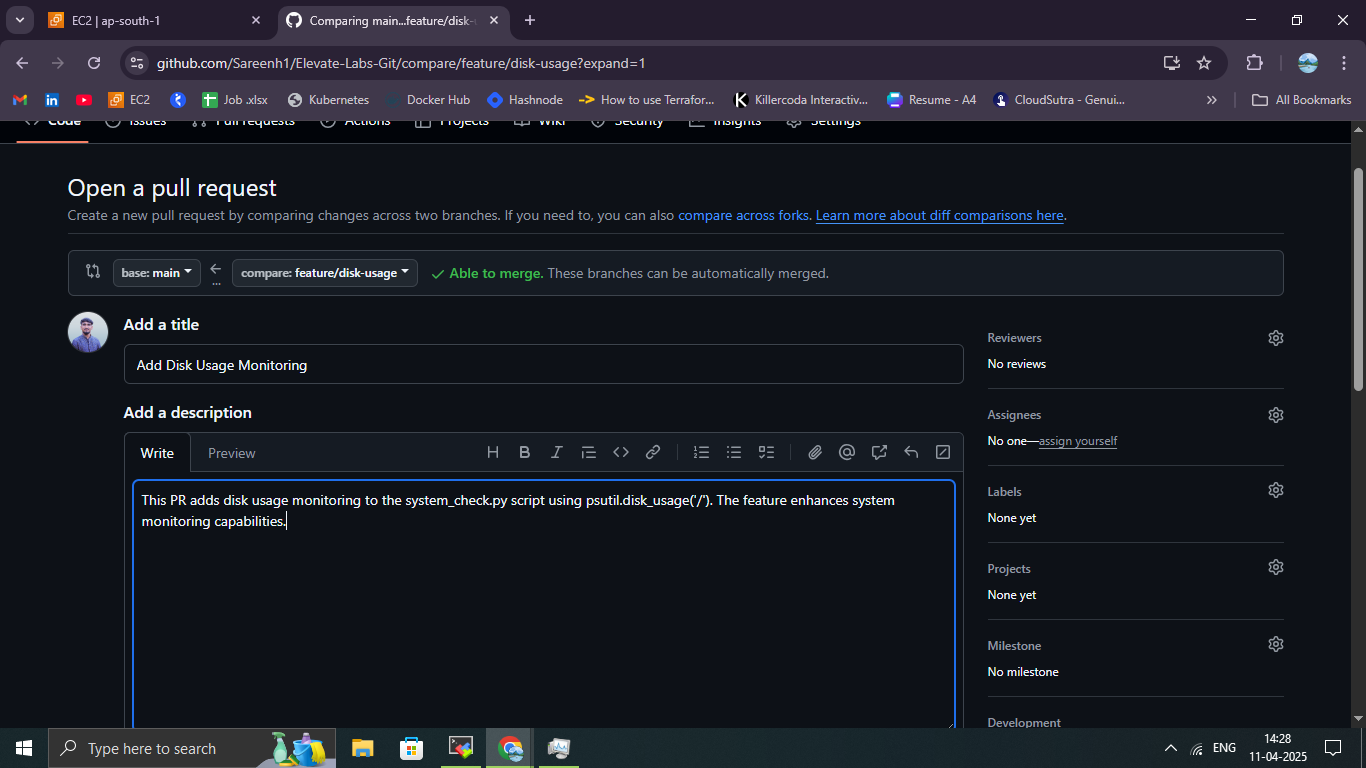 EC2 | ap-south-1
Comparing main...feature/disk-
github.com/Sareenh1/Elevate-Labs-Git/compare/feature/disk-usage?expand=1
EC2 Job .xlsx Kubernetes Docker Hub Hashnode How to use Terrafor... Killercoda Interactiv... Resume - A4 CloudSutra - Genui... All Bookmarks
Code Issues Pull requests Actions Projects Wiki Security Insights Settings
Open a pull request
Create a new pull request by comparing changes across two branches. If you need to, you can also compare across forks. Learn more about diff comparisons here.
base: main ... compare: feature/disk-usage Able to merge. These branches can be automatically merged.
Add a title
Add Disk Usage Monitoring
Add a description
Write Preview
This PR adds disk usage monitoring to the system_check.py script using psutil.disk_usage('/'). The feature enhances system
monitoring capabilities.
Reviewers
No reviews
Assignees
No one—assign yourself
Labels
None yet
Projects
None yet
Milestone
No milestone
Development
Type here to search
ENG
14:28
11-04-2025